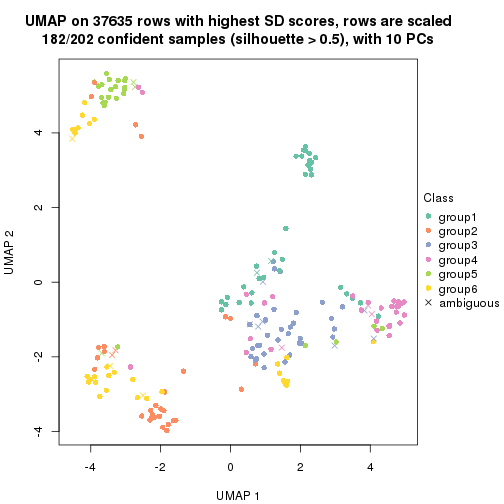 UMAP on 37635 rows with highest SD scores, rows are scaled
182/202 confident samples (silhouette > 0.5), with 10 PCs
UMAP 2
4
2
0
-2
-4
-4
-2
0
2
4
UMAP 1
Class
group1
group2
group3
group4
group5
group6
ambiguous